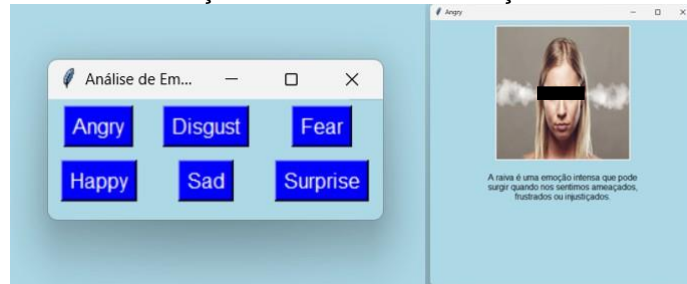 Análise de Em...
Angry
Disgust
Fear
Happy
Sad
Surprise
Angry
A raiva é uma emoção intensa que pode
surgir quando nos sentimos ameaçados,
frustrados ou injustiçados.